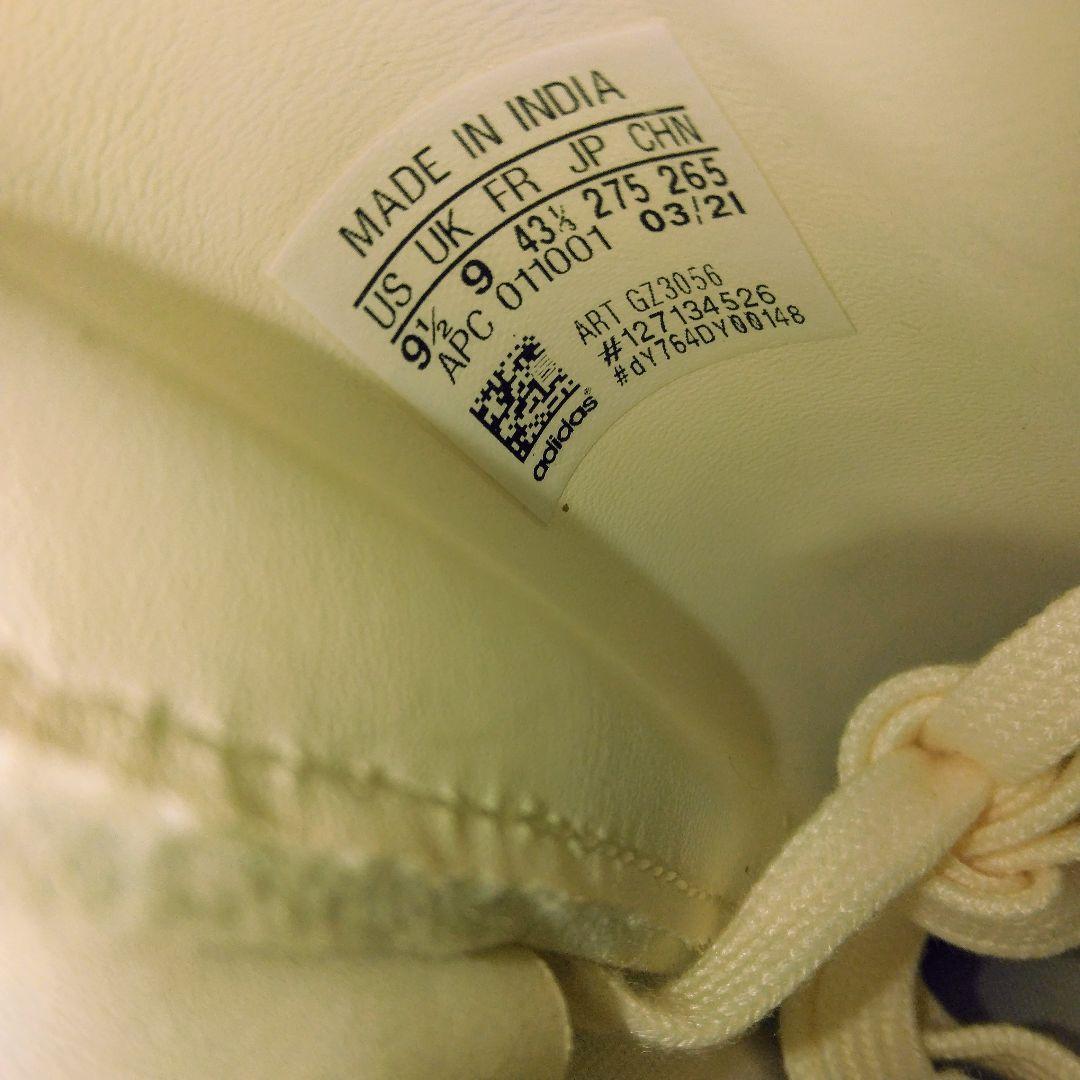 MADE IN INDIA
US UK FR JP CHN
9½ 9 43⅓ 275 265
APC 011001 03/21
ART GZ3056
#127134526
#dY764DY00148
adidas®